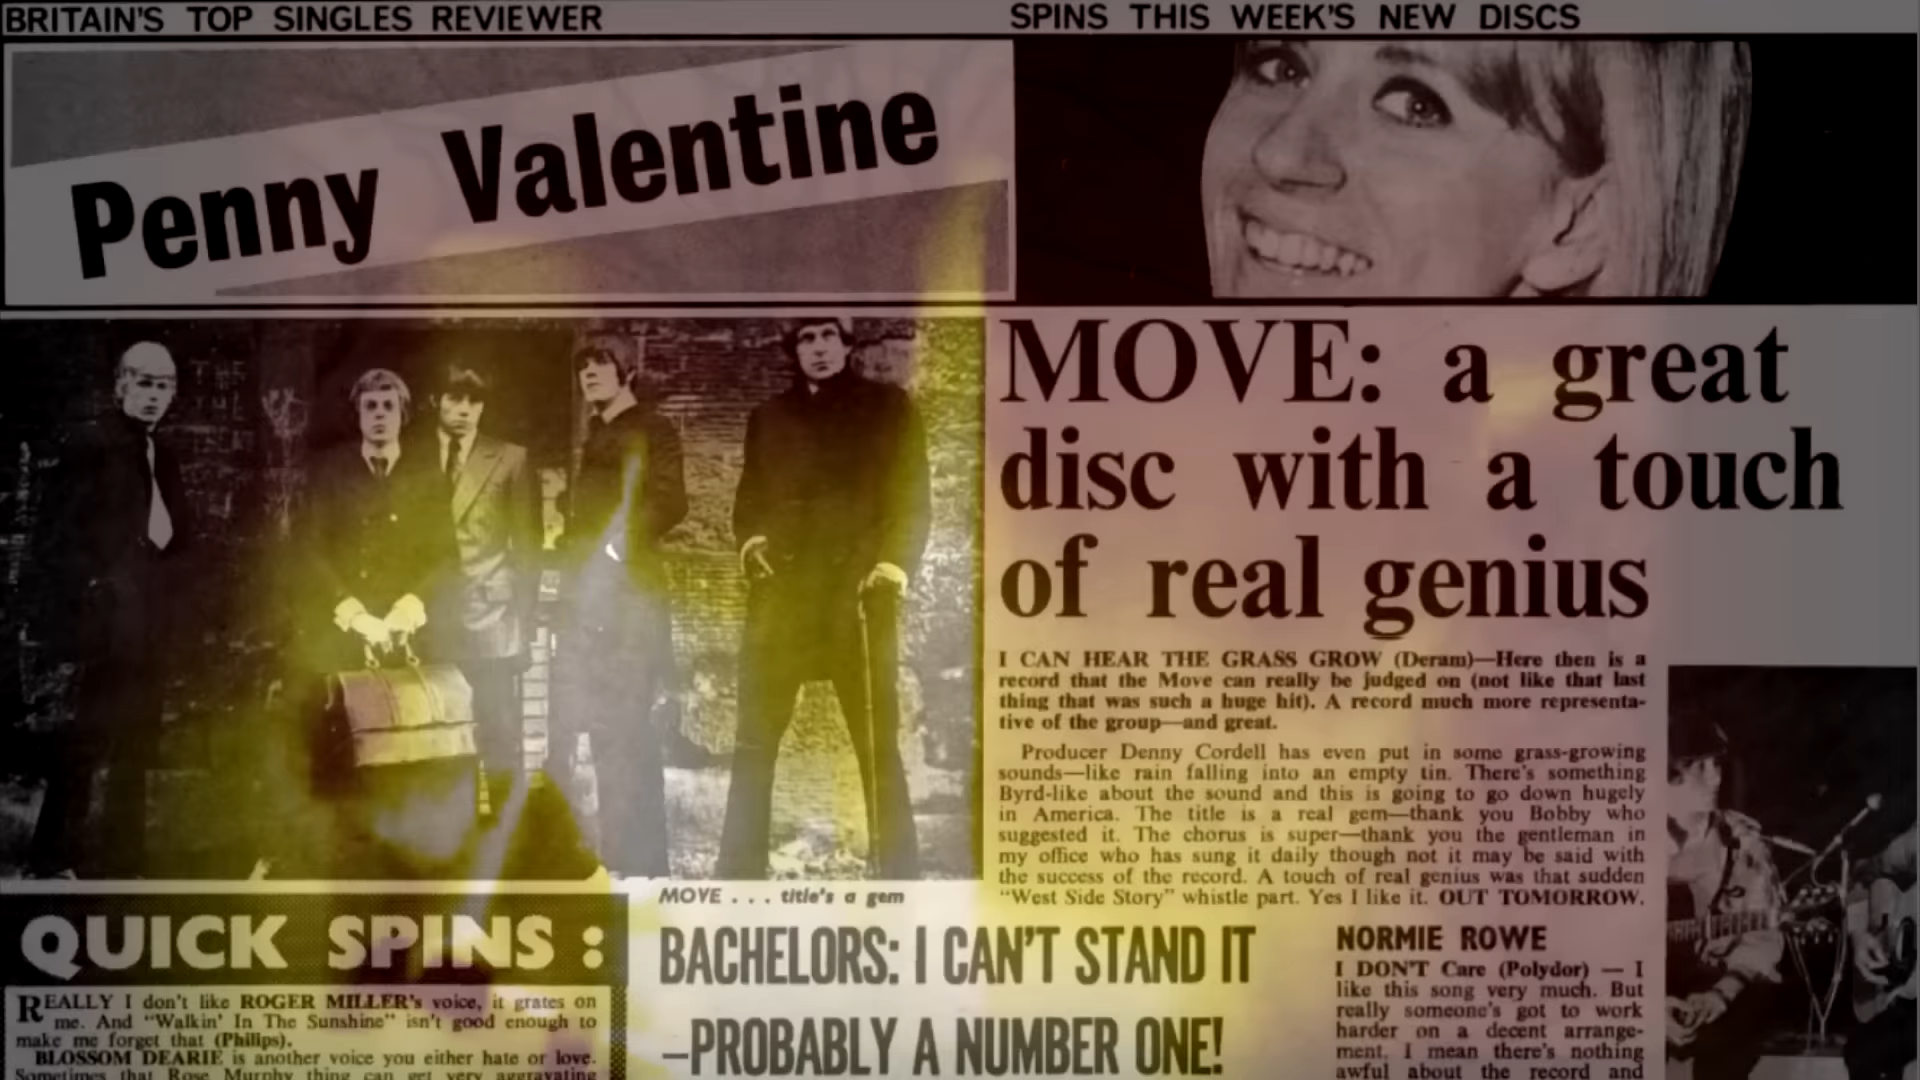 BRITAIN'S TOP SINGLES REVIEWER
SPINS THIS WEEK'S NEW DISCS
Penny Valentine
MOVE: a great
disc with a touch
of real genius
I CAN HEAR THE GRASS GROW (Deram)—Here then is a
record that the Move can really be judged on (not like that last
thing that was such a huge hit). A record much more representa-
tive of the group—and great.
Producer Denny Cordell has even put in some grass-growing
sounds—like rain falling into an empty tin. There's something
Byrd-like about the sound and this is going to go down hugely
in America. The title is a real gem—thank you Bobby who
suggested it. The chorus is super—thank you the gentleman in
my office who has sung it daily though not it may be said with
the success of the record. A touch of real genius was that sudden
"West Side Story" whistle part. Yes I like it. OUT TOMORROW.
MOVE . . . title's a gem
QUICK SPINS :
REALLY I don't like ROGER MILLER's voice, it grates on
me. And "Walkin' In The Sunshine" isn't good enough to
make me forget that (Philips).
BLOSSOM DEARIE is another voice you either hate or love.
Sometimes that Rose Murphy thing can get very aggravating
BACHELORS: I CAN'T STAND IT
–PROBABLY A NUMBER ONE!
NORMIE ROWE
I DON'T Care (Polydor) — I
like this song very much. But
really someone's got to work
harder on a decent arrange-
ment. I mean there's nothing
awful about the record and